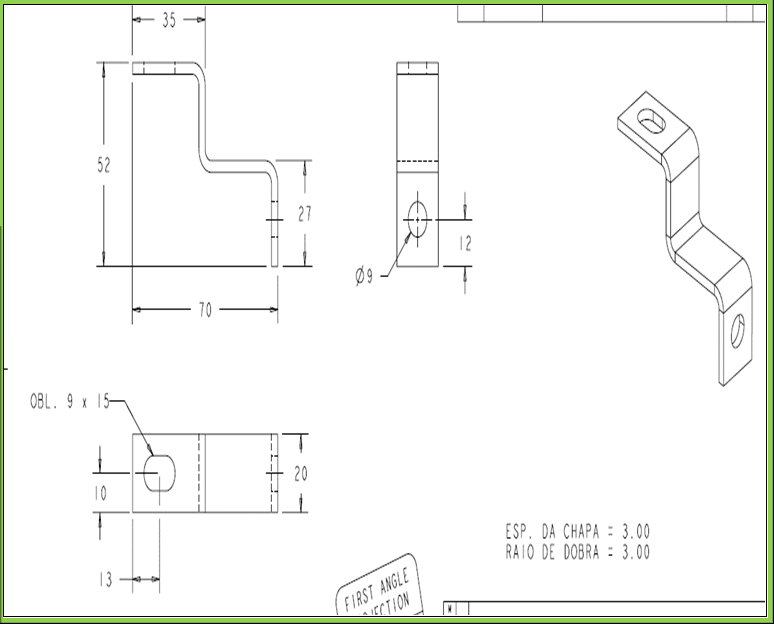 35
52
27
12
Ø9
70
OBL. 9 x 15
10
20
13
ESP. DA CHAPA = 3.00
RAIO DE DOBRA = 3.00
FIRST ANGLE
M